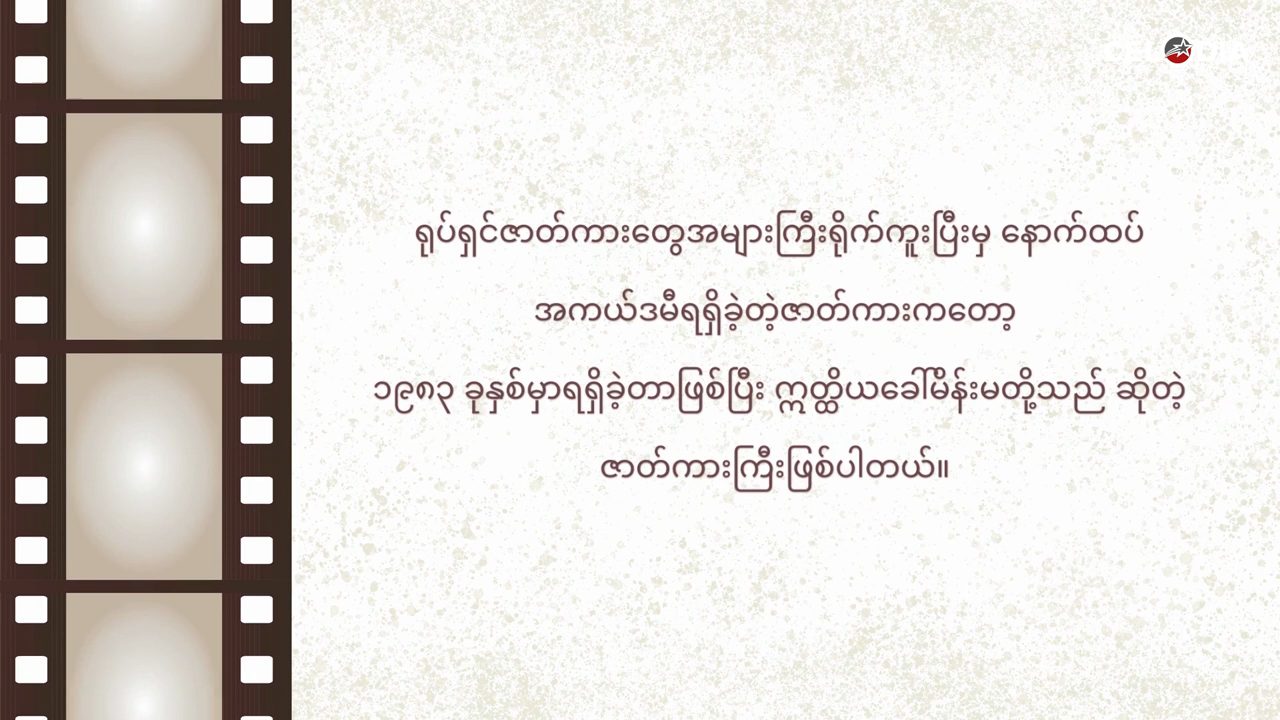 ရုပ်ရှင်ဇာတ်ကားတွေအများကြီးရိုက်ကူးပြီးမှ နောက်ထပ်
အကယ်ဒမီရရှိခဲ့တဲ့ဇာတ်ကားကတော့
၁၉၈၃ ခုနှစ်မှာရရှိခဲ့တာဖြစ်ပြီး ဣတ္ထိယခေါ်မိန်းမတို့သည် ဆိုတဲ့
ဇာတ်ကားကြီးဖြစ်ပါတယ်။